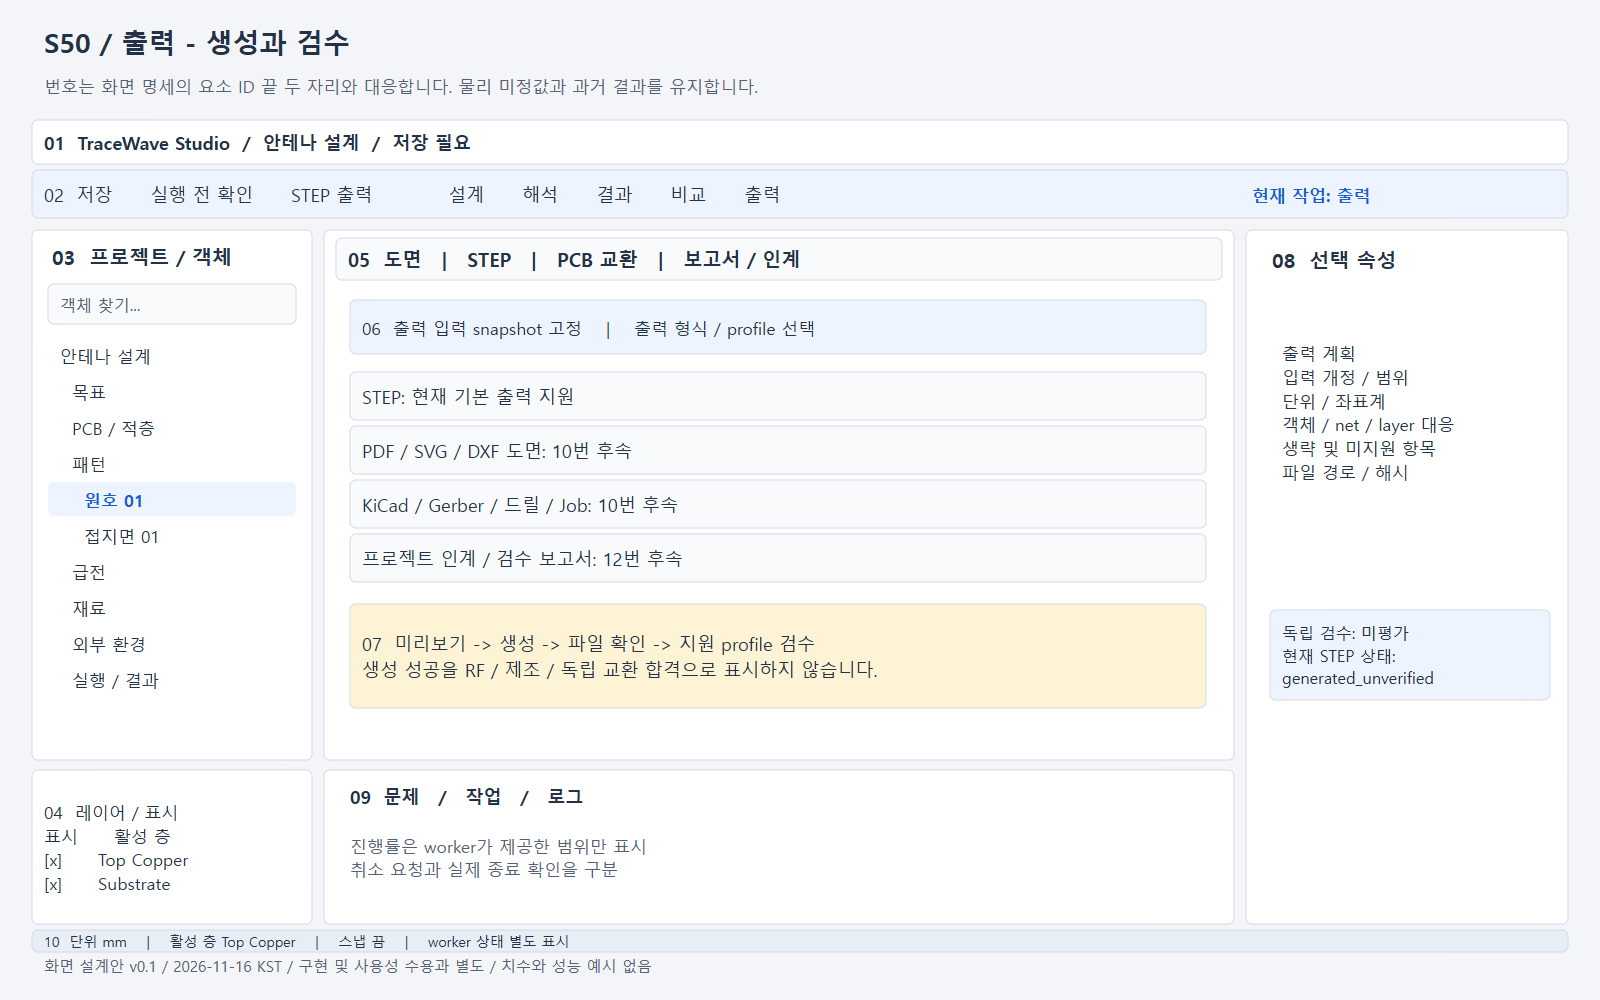 S50 / 출력 - 생성과 검수
번호는 화면 명세의 요소 ID 끝 두 자리와 대응합니다. 물리 미정값과 과거 결과를 유지합니다.
01 TraceWave Studio / 안테나 설계 / 저장 필요
02 저장 실행 전 확인 STEP 출력 설계 해석 결과 비교 출력 현재 작업: 출력
03 프로젝트 / 객체
객체 찾기...
안테나 설계
목표
PCB / 적층
패턴
원호 01
접지면 01
급전
재료
외부 환경
실행 / 결과
04 레이어 / 표시
표시 활성 층
[x] Top Copper
[x] Substrate
05 도면 | STEP | PCB 교환 | 보고서 / 인계
06 출력 입력 snapshot 고정 | 출력 형식 / profile 선택
STEP: 현재 기본 출력 지원
PDF / SVG / DXF 도면: 10번 후속
KiCad / Gerber / 드릴 / Job: 10번 후속
프로젝트 인계 / 검수 보고서: 12번 후속
07 미리보기 -> 생성 -> 파일 확인 -> 지원 profile 검수
생성 성공을 RF / 제조 / 독립 교환 합격으로 표시하지 않습니다.
08 선택 속성
출력 계획
입력 개정 / 범위
단위 / 좌표계
객체 / net / layer 대응
생략 및 미지원 항목
파일 경로 / 해시
독립 검수: 미평가
현재 STEP 상태:
generated_unverified
09 문제 / 작업 / 로그
진행률은 worker가 제공한 범위만 표시
취소 요청과 실제 종료 확인을 구분
10 단위 mm | 활성 층 Top Copper | 스냅 끔 | worker 상태 별도 표시
화면 설계안 v0.1 / 2026-11-16 KST / 구현 및 사용성 수용과 별도 / 치수와 성능 예시 없음